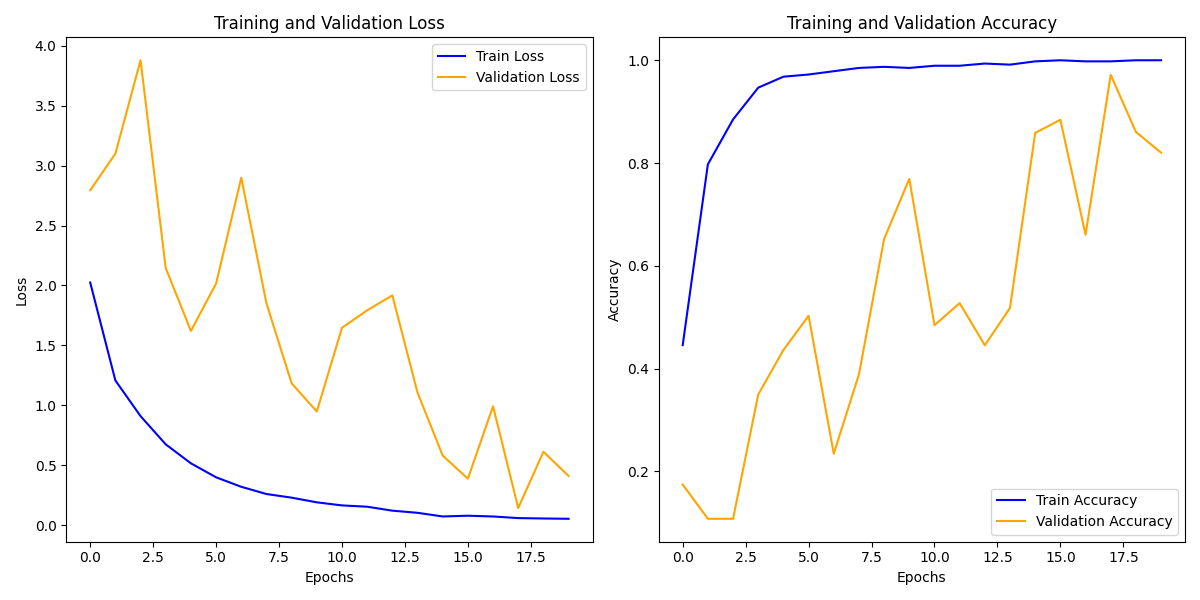 Training and Validation Loss
4.0
3.5
3.0
2.5
2.0
1.5
1.0
0.5
0.0
Loss
Train Loss
Validation Loss
0.0 2.5 5.0 7.5 10.0 12.5 15.0 17.5
Epochs
Training and Validation Accuracy
1.0
0.8
0.6
0.4
0.2
Accuracy
Train Accuracy
Validation Accuracy
0.0 2.5 5.0 7.5 10.0 12.5 15.0 17.5
Epochs